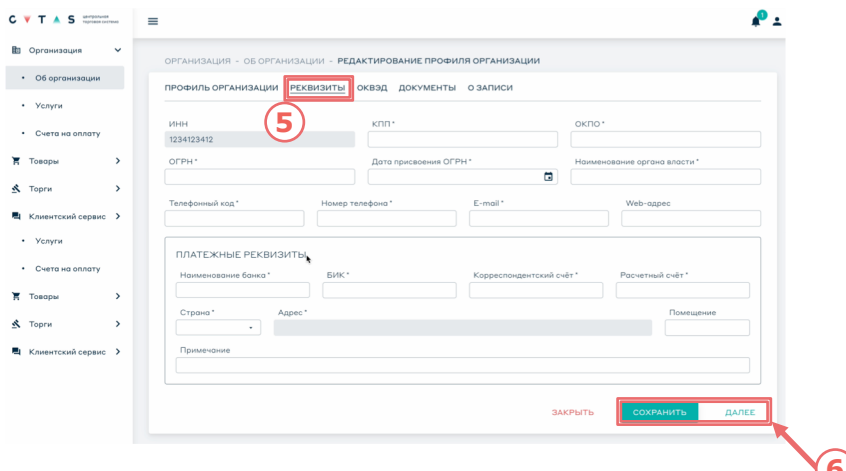 CVTAS центральная торговая система
1
Организация
• Об организации
• Услуги
• Счета на оплату
Товары
Торги
Клиентский сервис
• Услуги
• Счета на оплату
Товары
Торги
Клиентский сервис
ОРГАНИЗАЦИЯ - ОБ ОРГАНИЗАЦИИ - РЕДАКТИРОВАНИЕ ПРОФИЛЯ ОРГАНИЗАЦИИ
ПРОФИЛЬ ОРГАНИЗАЦИИ РЕКВИЗИТЫ ОКВЭД ДОКУМЕНТЫ О ЗАПИСИ
5
ИНН КПП * ОКПО *
1234123412
ОГРН * Дата присвоения ОГРН * Наименование органа власти *
Телефонный код * Номер телефона * E-mail * Web-адрес
ПЛАТЕЖНЫЕ РЕКВИЗИТЫ
Наименование банка * БИК * Корреспондентский счёт * Расчетный счёт *
Страна * Адрес * Помещение
Примечание
ЗАКРЫТЬ СОХРАНИТЬ ДАЛЕЕ
6